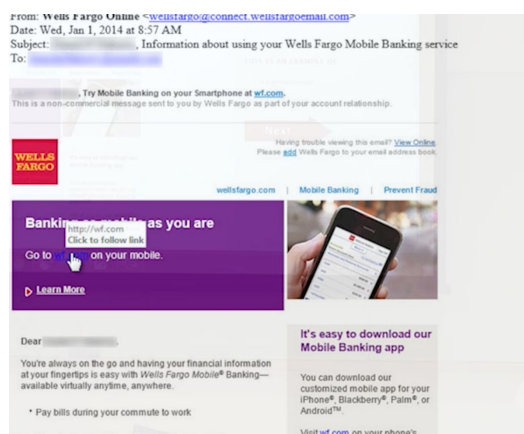 From: Wells Fargo Online <wellsfargo@connect.wellsfargoemail.com>
Date: Wed, Jan 1, 2014 at 8:57 AM
Subject: , Information about using your Wells Fargo Mobile Banking service
To:
, Try Mobile Banking on your Smartphone at wf.com.
This is a non-commercial message sent to you by Wells Fargo as part of your account relationship.
Next
Having trouble viewing this email? View Online.
Please add Wells Fargo to your email address book.
WELLS
FARGO
wellsfargo.com | Mobile Banking | Prevent Fraud
Banking as mobile as you are
http://wf.com
Click to follow link
Go to wf.com on your mobile.
Learn More
Dear ,
You're always on the go and having your financial information
at your fingertips is easy with Wells Fargo Mobile® Banking—
available virtually anytime, anywhere.
• Pay bills during your commute to work
It's easy to download our
Mobile Banking app
You can download our
customized mobile app for your
iPhone®, Blackberry®, Palm®, or
Android™.
Visit wf.com on your phone's